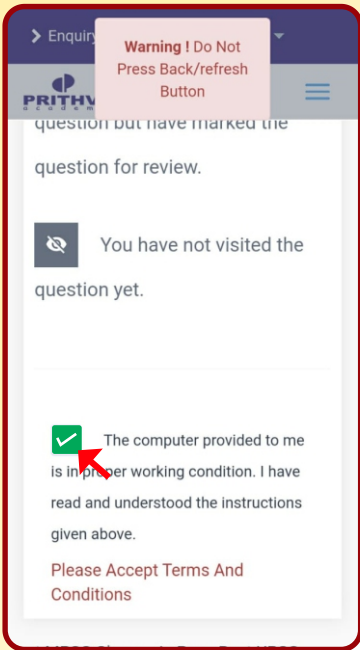 Enquiry
Warning ! Do Not
Press Back/refresh
Button
PRITHV
question but have marked the
question for review.
You have not visited the
question yet.
The computer provided to me
is in proper working condition. I have
read and understood the instructions
given above.
Please Accept Terms And
Conditions